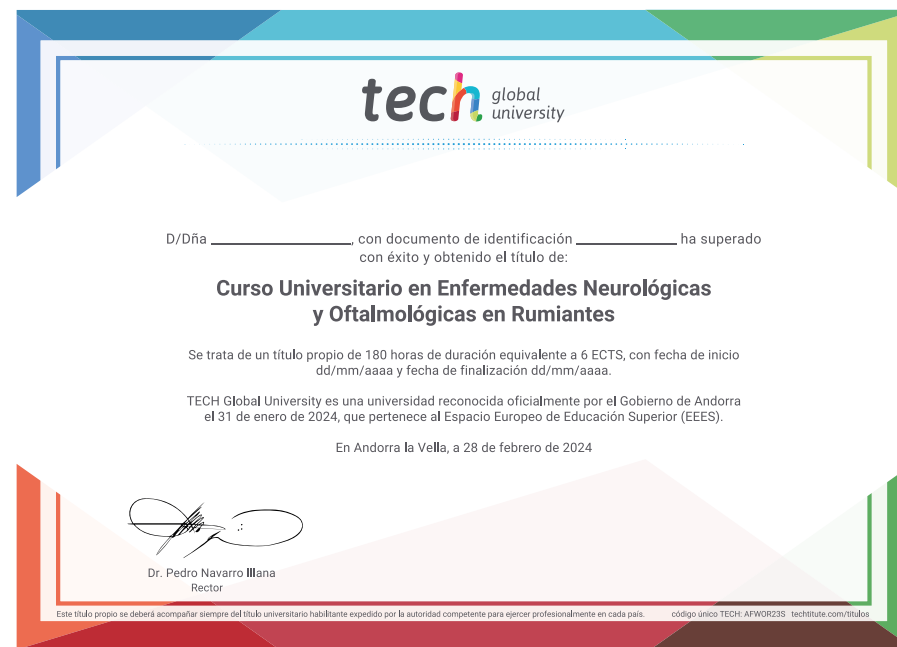 tech global university
D/Dña ____________________, con documento de identificación ______________ ha superado
con éxito y obtenido el título de:
Curso Universitario en Enfermedades Neurológicas
y Oftalmológicas en Rumiantes
Se trata de un título propio de 180 horas de duración equivalente a 6 ECTS, con fecha de inicio
dd/mm/aaaa y fecha de finalización dd/mm/aaaa.
TECH Global University es una universidad reconocida oficialmente por el Gobierno de Andorra
el 31 de enero de 2024, que pertenece al Espacio Europeo de Educación Superior (EEES).
En Andorra la Vella, a 28 de febrero de 2024
Dr. Pedro Navarro Illana
Rector
Este título propio se deberá acompañar siempre del título universitario habilitante expedido por la autoridad competente para ejercer profesionalmente en cada país. código único TECH: AFWOR23S techtitute.com/titulos